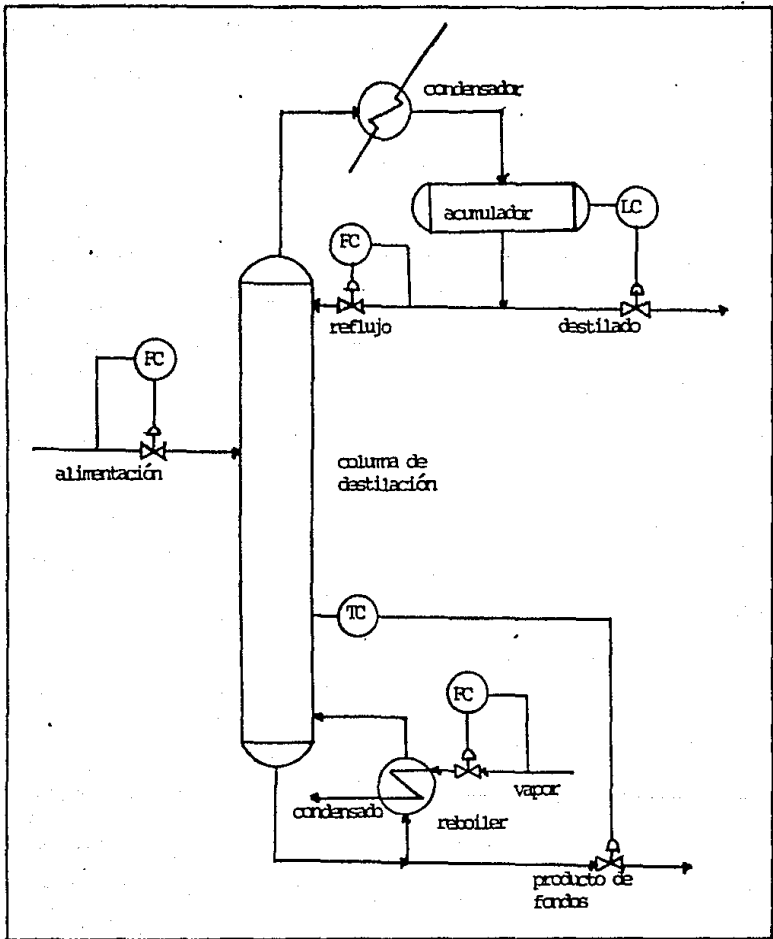 condensador
acumulador
LC
FC
reflujo
destilado
FC
alimentación
columna de
destilación
TC
FC
vapor
condensado
reboiler
producto de
fondos